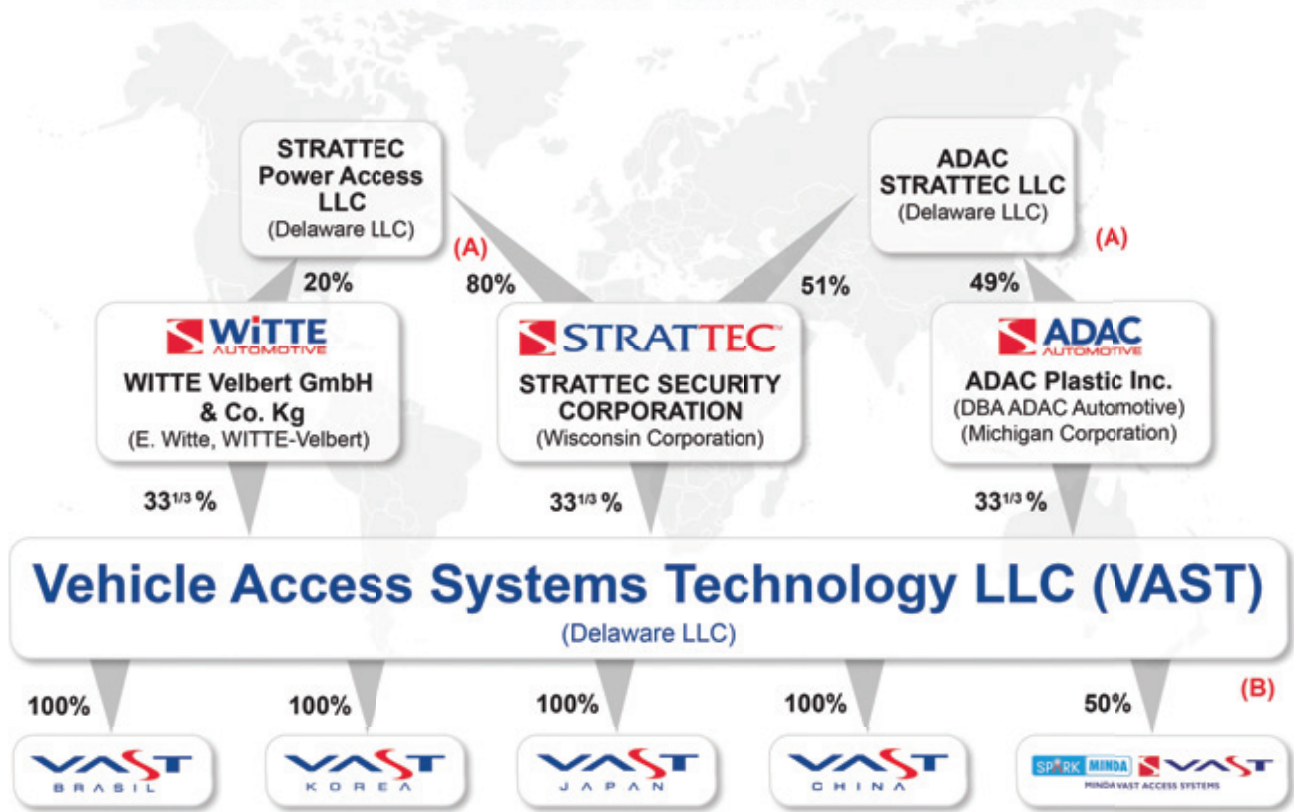 STRATTEC
Power Access
LLC
(Delaware LLC)
ADAC
STRATTEC LLC
(Delaware LLC)
(A)
(A)
20%
80%
51%
49%
WiTTE
AUTOMOTIVE
WITTE Velbert GmbH
& Co. Kg
(E. Witte, WITTE-Velbert)
STRATTEC™
STRATTEC SECURITY
CORPORATION
(Wisconsin Corporation)
ADAC
AUTOMOTIVE
ADAC Plastic Inc.
(DBA ADAC Automotive)
(Michigan Corporation)
33 1/3 %
33 1/3 %
33 1/3 %
Vehicle Access Systems Technology LLC (VAST)
(Delaware LLC)
(B)
100%
100%
100%
100%
50%
VAST
BRASIL
VAST
KOREA
VAST
JAPAN
VAST
CHINA
SPARK MINDA VAST
MINDAVAST ACCESS SYSTEMS